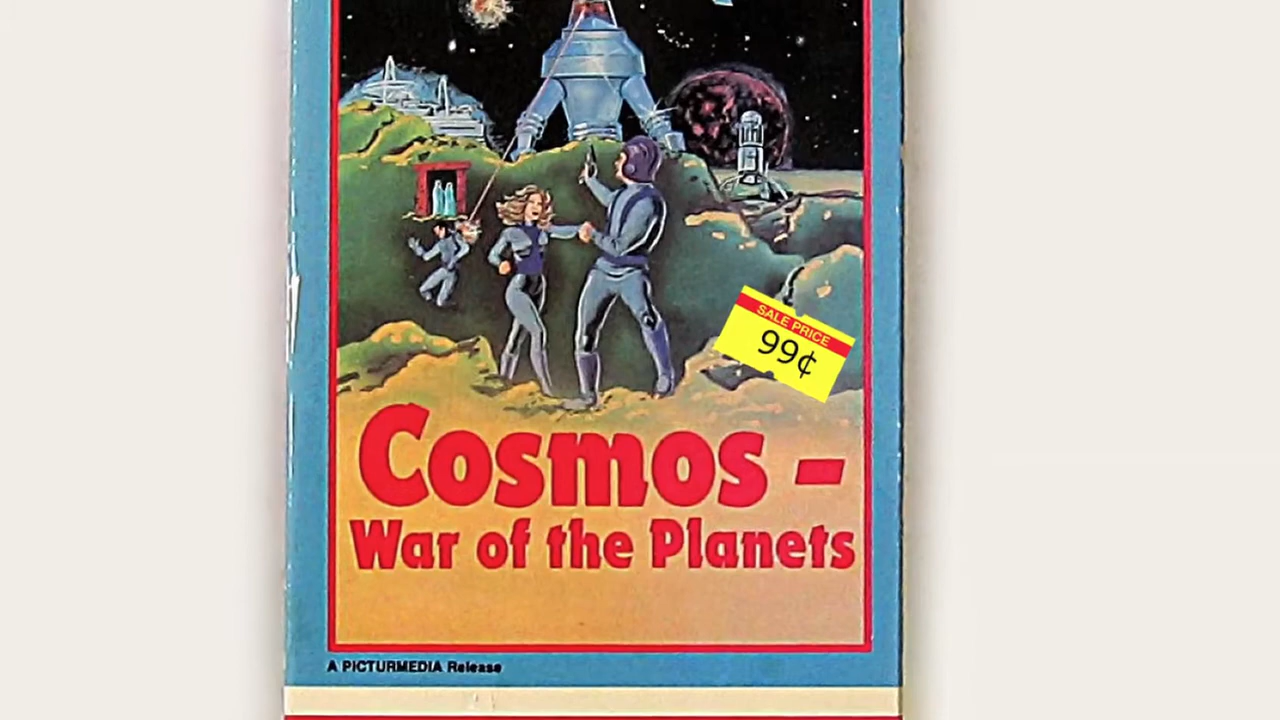 SALE PRICE
99¢
Cosmos -
War of the Planets
A PICTURMEDIA Release